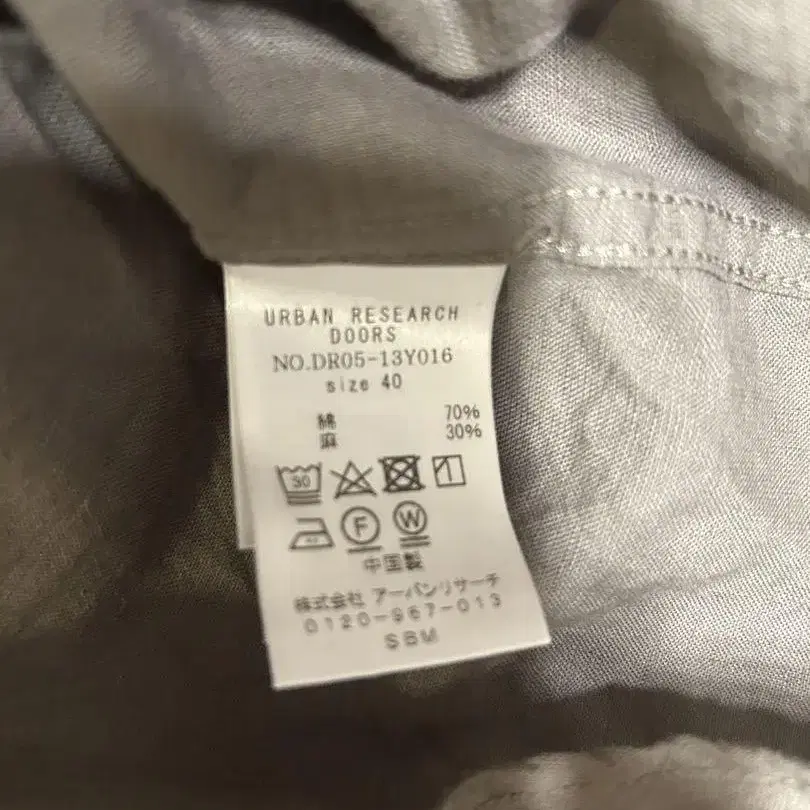 URBAN RESEARCH
DOORS
NO.DR05-13Y016
size 40
綿 70%
麻 30%
30
F W
中国製
株式会社 アーバンリサーチ
0120-967-013
SBM